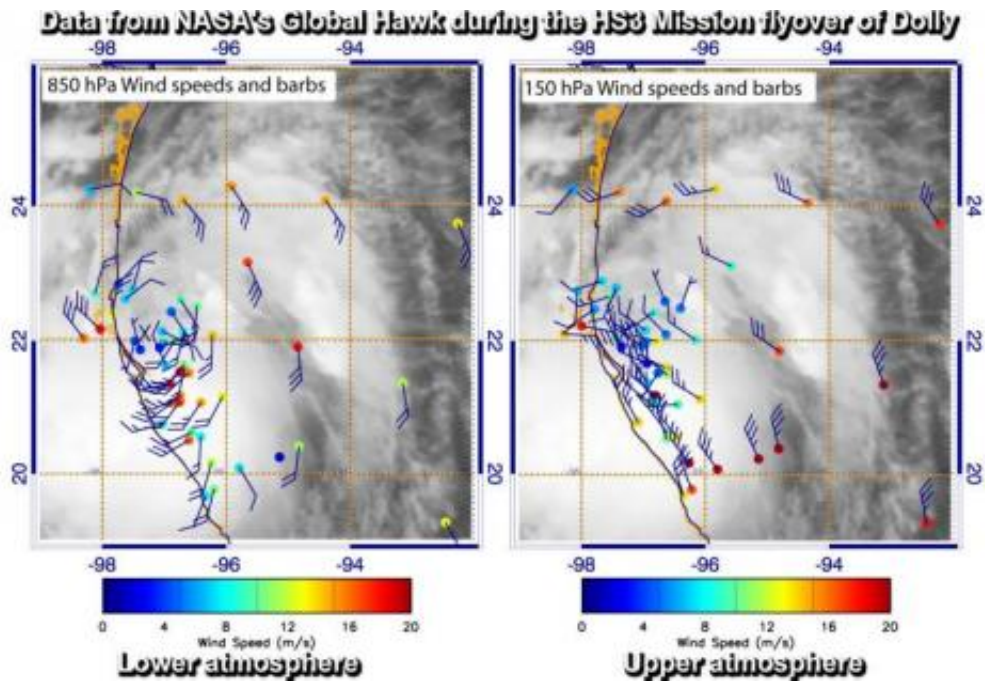 Data from NASA's Global Hawk during the HS3 Mission flyover of Dolly
-98 -96 -94 -98 -96 -94
850 hPa Wind speeds and barbs 150 hPa Wind speeds and barbs
24 24 24
22 22 22
20 20 20
-98 -96 -94 -98 -96 -94
0 4 8 12 16 20 0 4 8 12 16 20
Wind Speed (m/s) Wind Speed (m/s)
Lower atmosphere Upper atmosphere